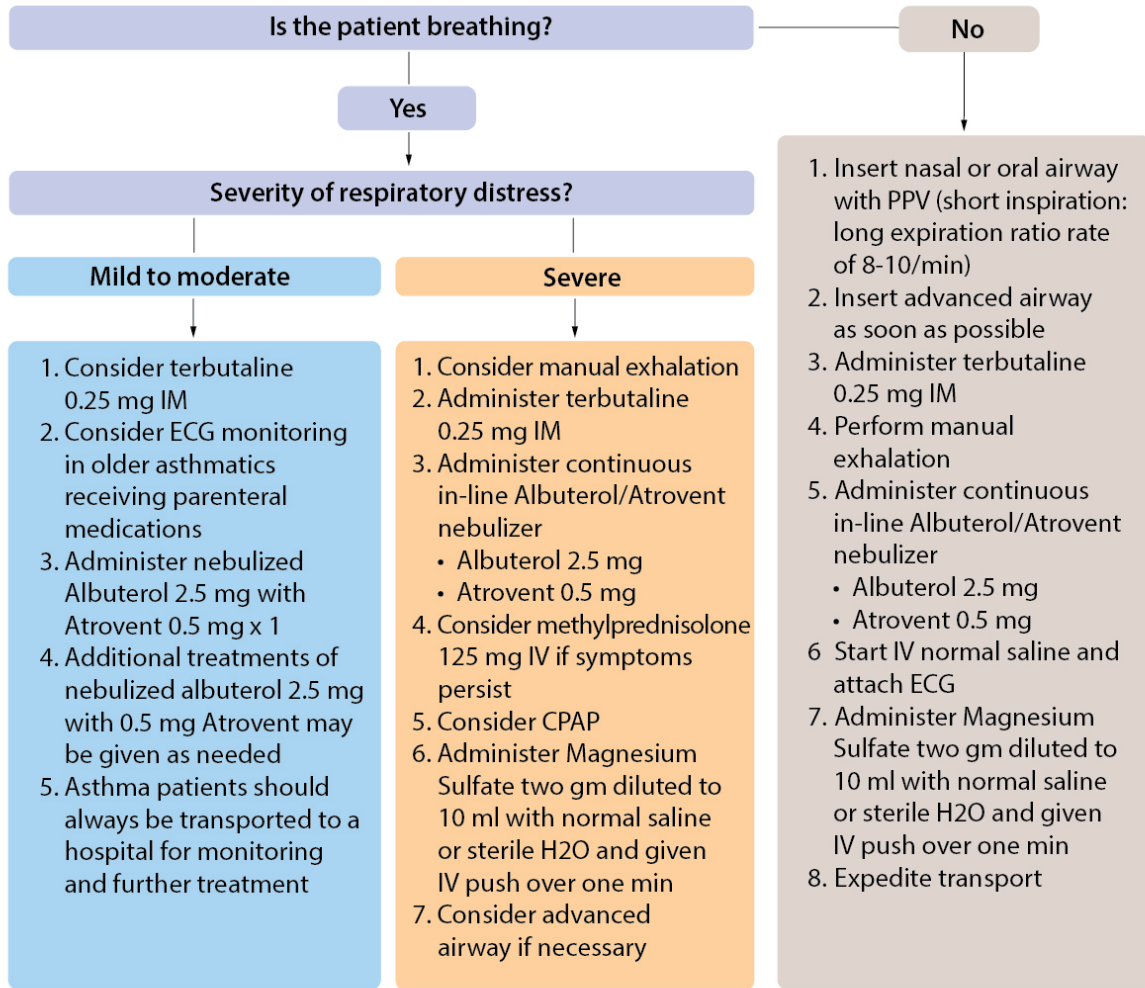 Is the patient breathing?
No
Yes
Severity of respiratory distress?
Mild to moderate
1. Consider terbutaline
0.25 mg IM
2. Consider ECG monitoring
in older asthmatics
receiving parenteral
medications
3. Administer nebulized
Albuterol 2.5 mg with
Atrovent 0.5 mg x 1
4. Additional treatments of
nebulized albuterol 2.5 mg
with 0.5 mg Atrovent may
be given as needed
5. Asthma patients should
always be transported to a
hospital for monitoring
and further treatment
Severe
1. Consider manual exhalation
2. Administer terbutaline
0.25 mg IM
3. Administer continuous
in-line Albuterol/Atrovent
nebulizer
• Albuterol 2.5 mg
• Atrovent 0.5 mg
4. Consider methylprednisolone
125 mg IV if symptoms
persist
5. Consider CPAP
6. Administer Magnesium
Sulfate two gm diluted to
10 ml with normal saline
or sterile H2O and given
IV push over one min
7. Consider advanced
airway if necessary
1. Insert nasal or oral airway
with PPV (short inspiration:
long expiration ratio rate
of 8-10/min)
2. Insert advanced airway
as soon as possible
3. Administer terbutaline
0.25 mg IM
4. Perform manual
exhalation
5. Administer continuous
in-line Albuterol/Atrovent
nebulizer
• Albuterol 2.5 mg
• Atrovent 0.5 mg
6 Start IV normal saline and
attach ECG
7. Administer Magnesium
Sulfate two gm diluted to
10 ml with normal saline
or sterile H2O and given
IV push over one min
8. Expedite transport